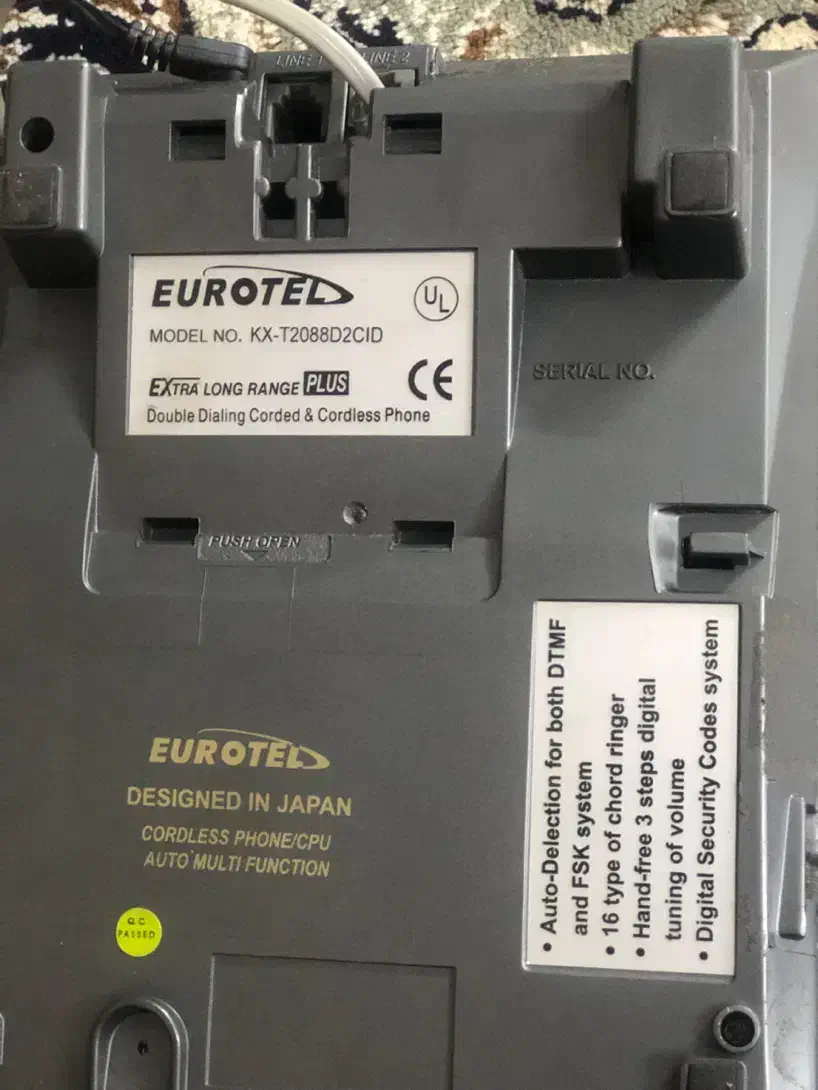 LINE 1 LINE 2
EUROTEL
UL
MODEL NO. KX-T2088D2CID
EXTRA LONG RANGE PLUS
CE
Double Dialing Corded & Cordless Phone
SERIAL NO.
PUSH OPEN
EUROTEL
DESIGNED IN JAPAN
CORDLESS PHONE/CPU
AUTO MULTI FUNCTION
Q C
PASSED
• Auto-Delection for both DTMF
and FSK system
• 16 type of chord ringer
• Hand-free 3 steps digital
tuning of volume
• Digital Security Codes system